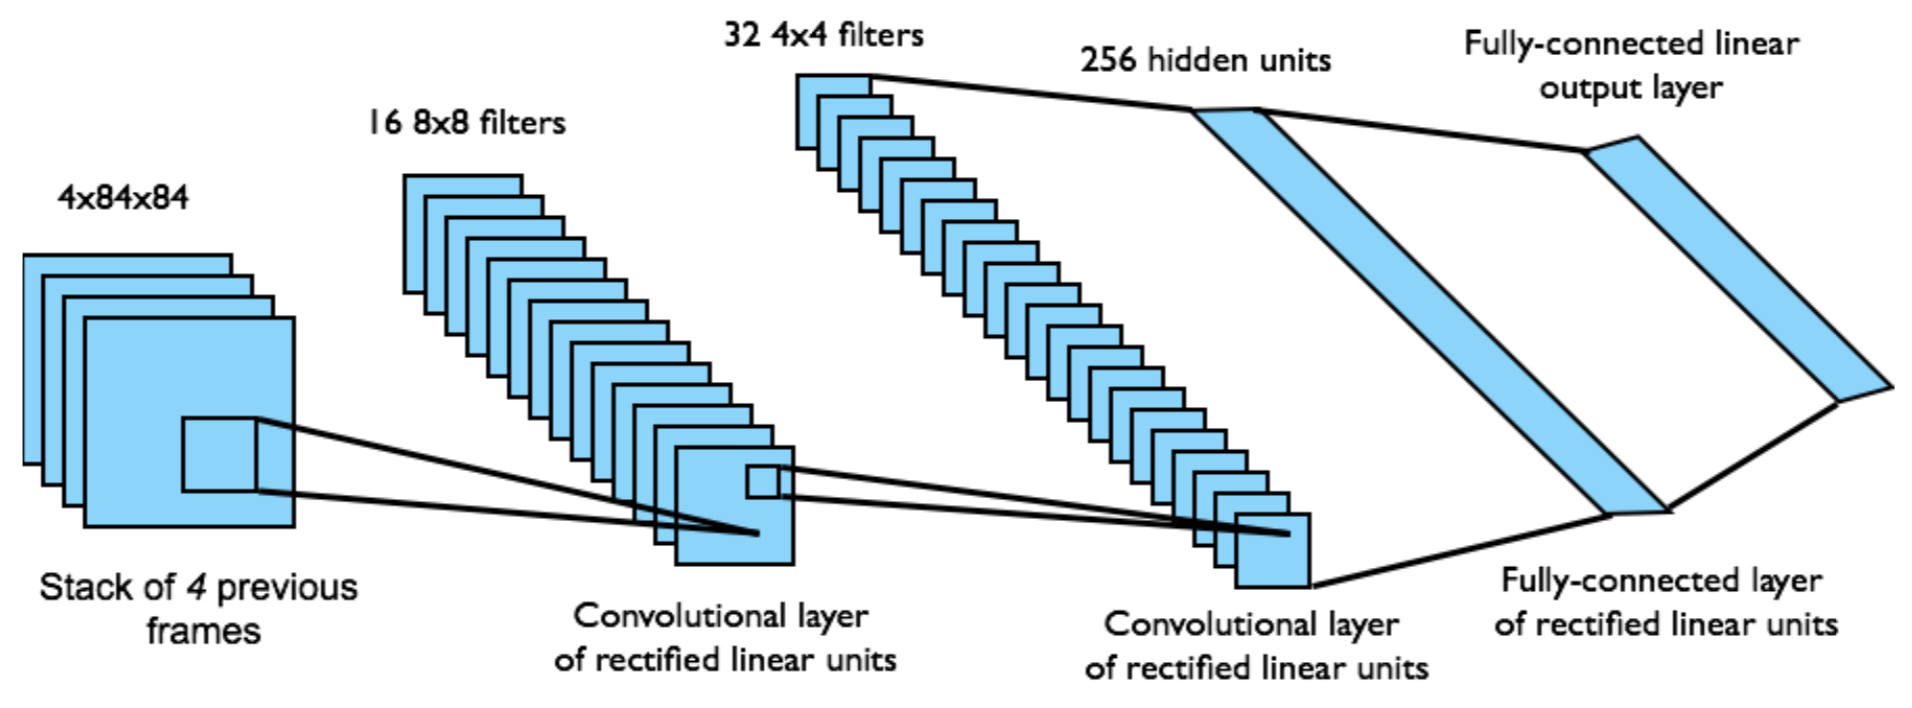 4x84x84
Stack of 4 previous
frames
16 8x8 filters
Convolutional layer
of rectified linear units
32 4x4 filters
Convolutional layer
of rectified linear units
256 hidden units
Fully-connected layer
of rectified linear units
Fully-connected linear
output layer